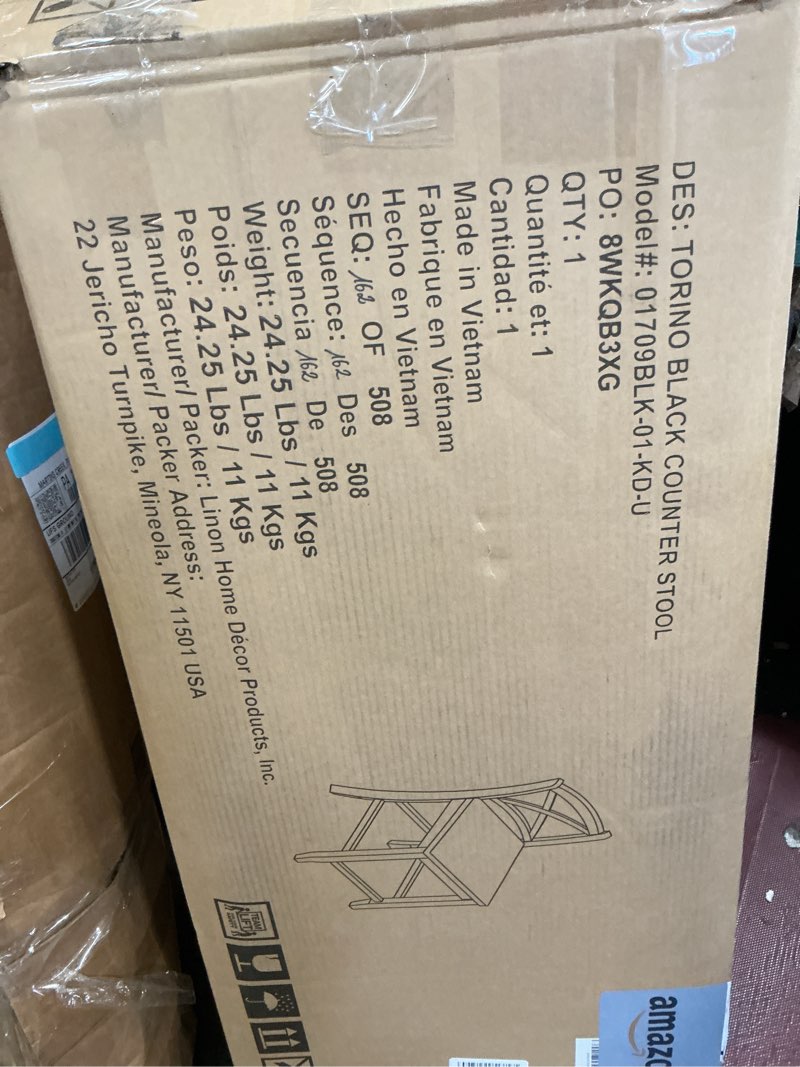 DES: TORINO BLACK COUNTER STOOL
Model#: 01709BLK-01-KD-U
PO: 8WKQB3XG
QTY: 1
Quantité et: 1
Cantidad: 1
Made in Vietnam
Fabrique en Vietnam
Hecho en Vietnam
SEQ: 162 OF 508
Séquence: 162 Des 508
Secuencia 162 De 508
Weight: 24.25 Lbs / 11 Kgs
Poids: 24.25 Lbs / 11 Kgs
Peso: 24.25 Lbs / 11 Kgs
Manufacturer/ Packer: Linon Home Décor Products, Inc.
Manufacturer/ Packer Address:
22 Jericho Turnpike, Mineola, NY 11501 USA
TEAM
LIFT
amazo